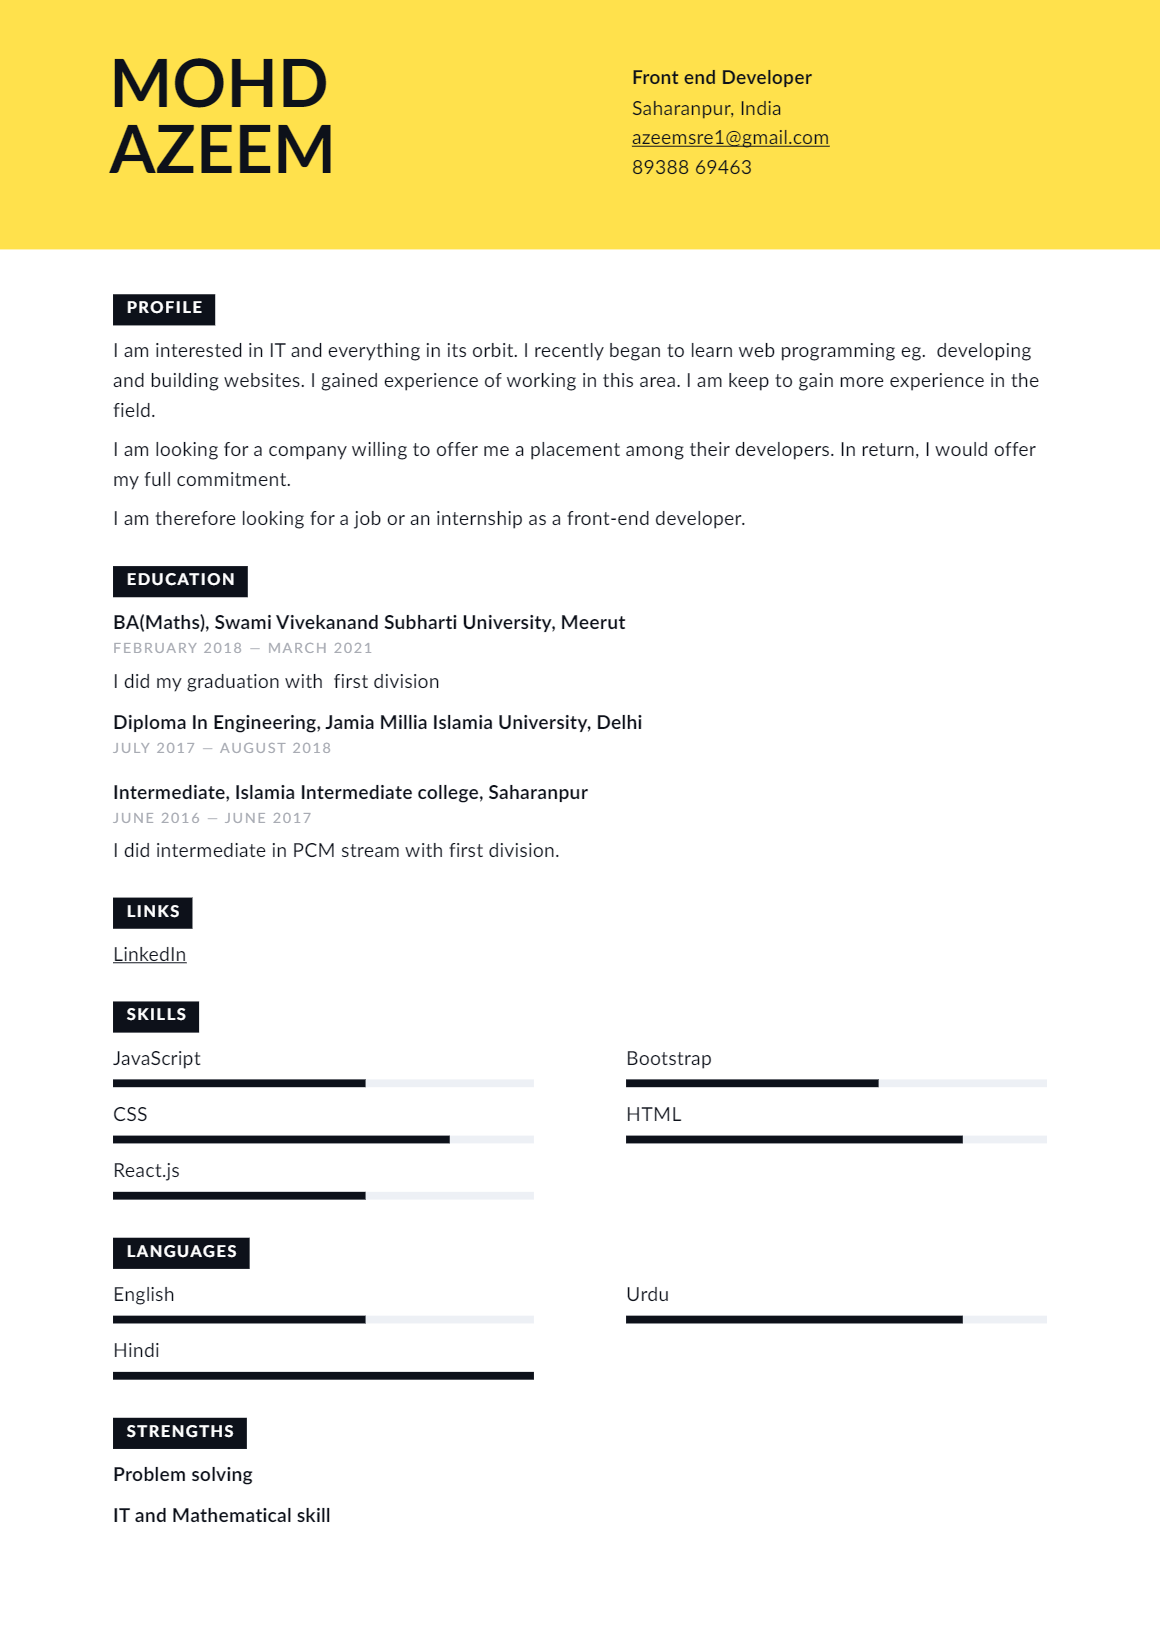 MOHD
AZEEM
Front end Developer
Saharanpur, India
azeemsre1@gmail.com
89388 69463
PROFILE
I am interested in IT and everything in its orbit. I recently began to learn web programming eg.  developing
and building websites. I gained experience of working in this area. I am keep to gain more experience in the
field.
I am looking for a company willing to offer me a placement among their developers. In return, I would offer
my full commitment.
I am therefore looking for a job or an internship as a front-end developer.
EDUCATION
BA(Maths), Swami Vivekanand Subharti University, Meerut
FEBRUARY 2018 — MARCH 2021
I did my graduation with  first division
Diploma In Engineering, Jamia Millia Islamia University, Delhi
JULY 2017 — AUGUST 2018
Intermediate, Islamia Intermediate college, Saharanpur
JUNE 2016 — JUNE 2017
I did intermediate in PCM stream with first division.
LINKS
LinkedIn
SKILLS
JavaScript
Bootstrap
CSS
HTML
React.js
LANGUAGES
English
Urdu
Hindi
STRENGTHS
Problem solving
IT and Mathematical skill